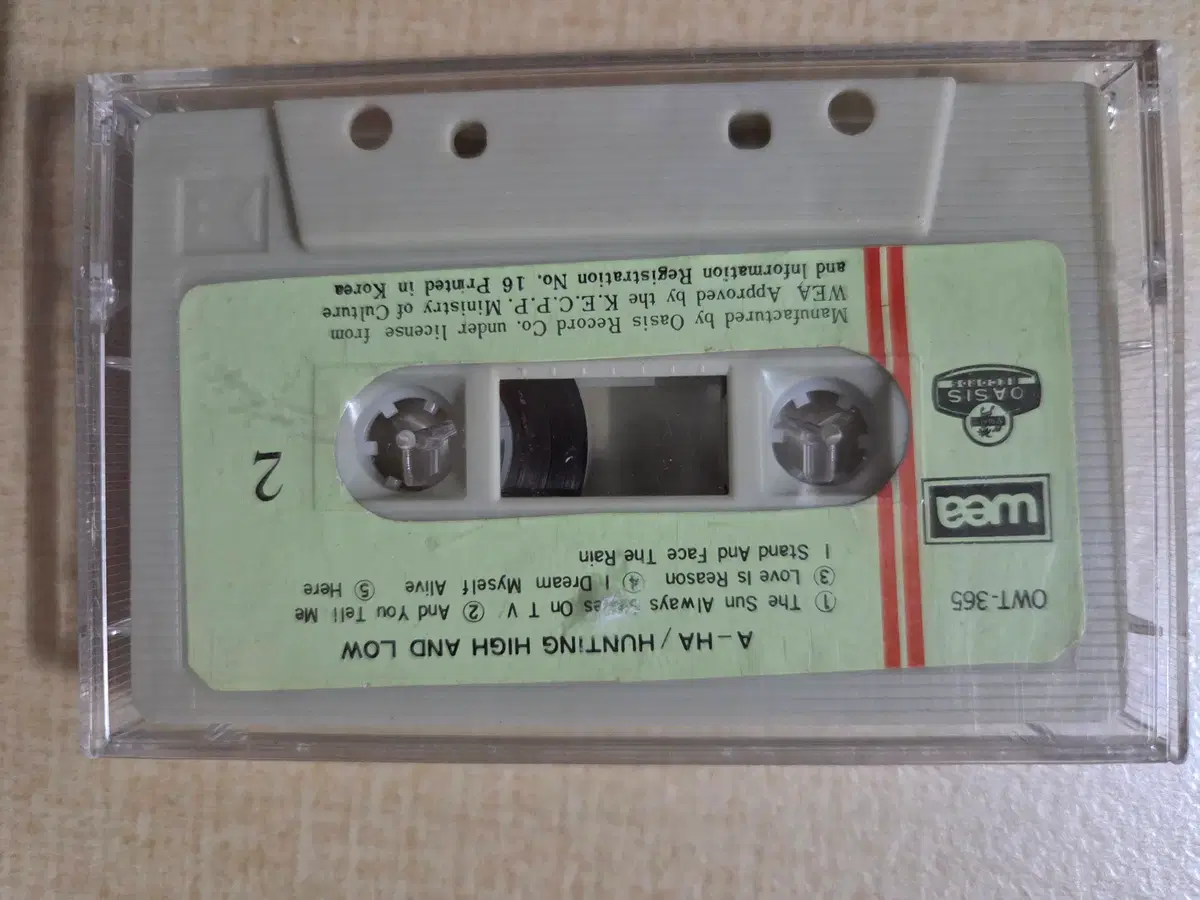 A-HA / HUNTING HIGH AND LOW
OWT-365
① The Sun Always On T V ② And You Tell Me
③ Love Is Reason ④ I Dream Myself Alive ⑤ Here
I Stand And Face The Rain
wea
OASIS
RECORDS
2
Manufactured by Oasis Record Co. under license from
WEA Approved by the K.E.C.P.P. Ministry of Culture
and Information Registration No. 16 Printed in Korea